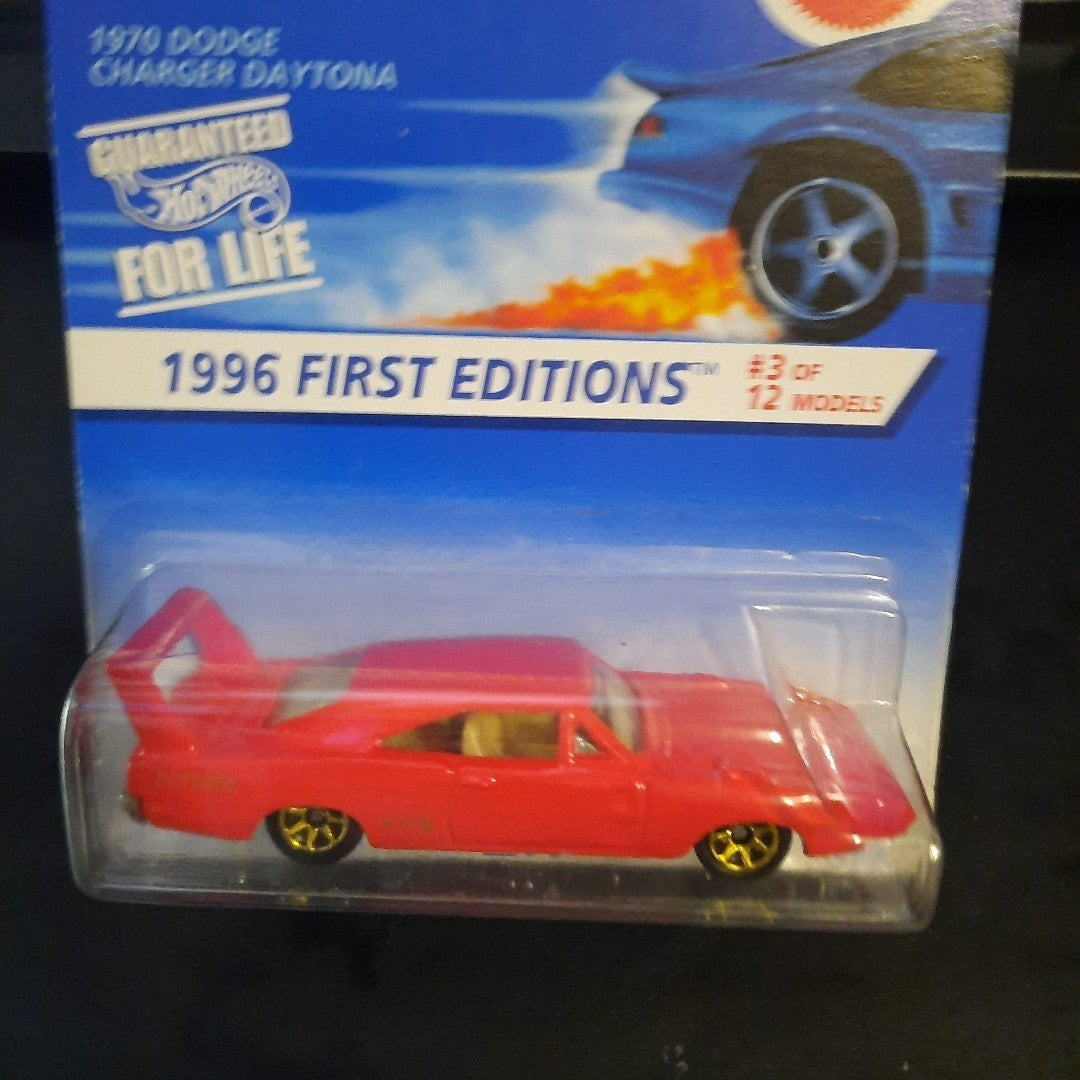 1970 DODGE
CHARGER DAYTONA
GUARANTEED
Hot Wheels
FOR LIFE
1996 FIRST EDITIONS™
#3 OF
12 MODELS